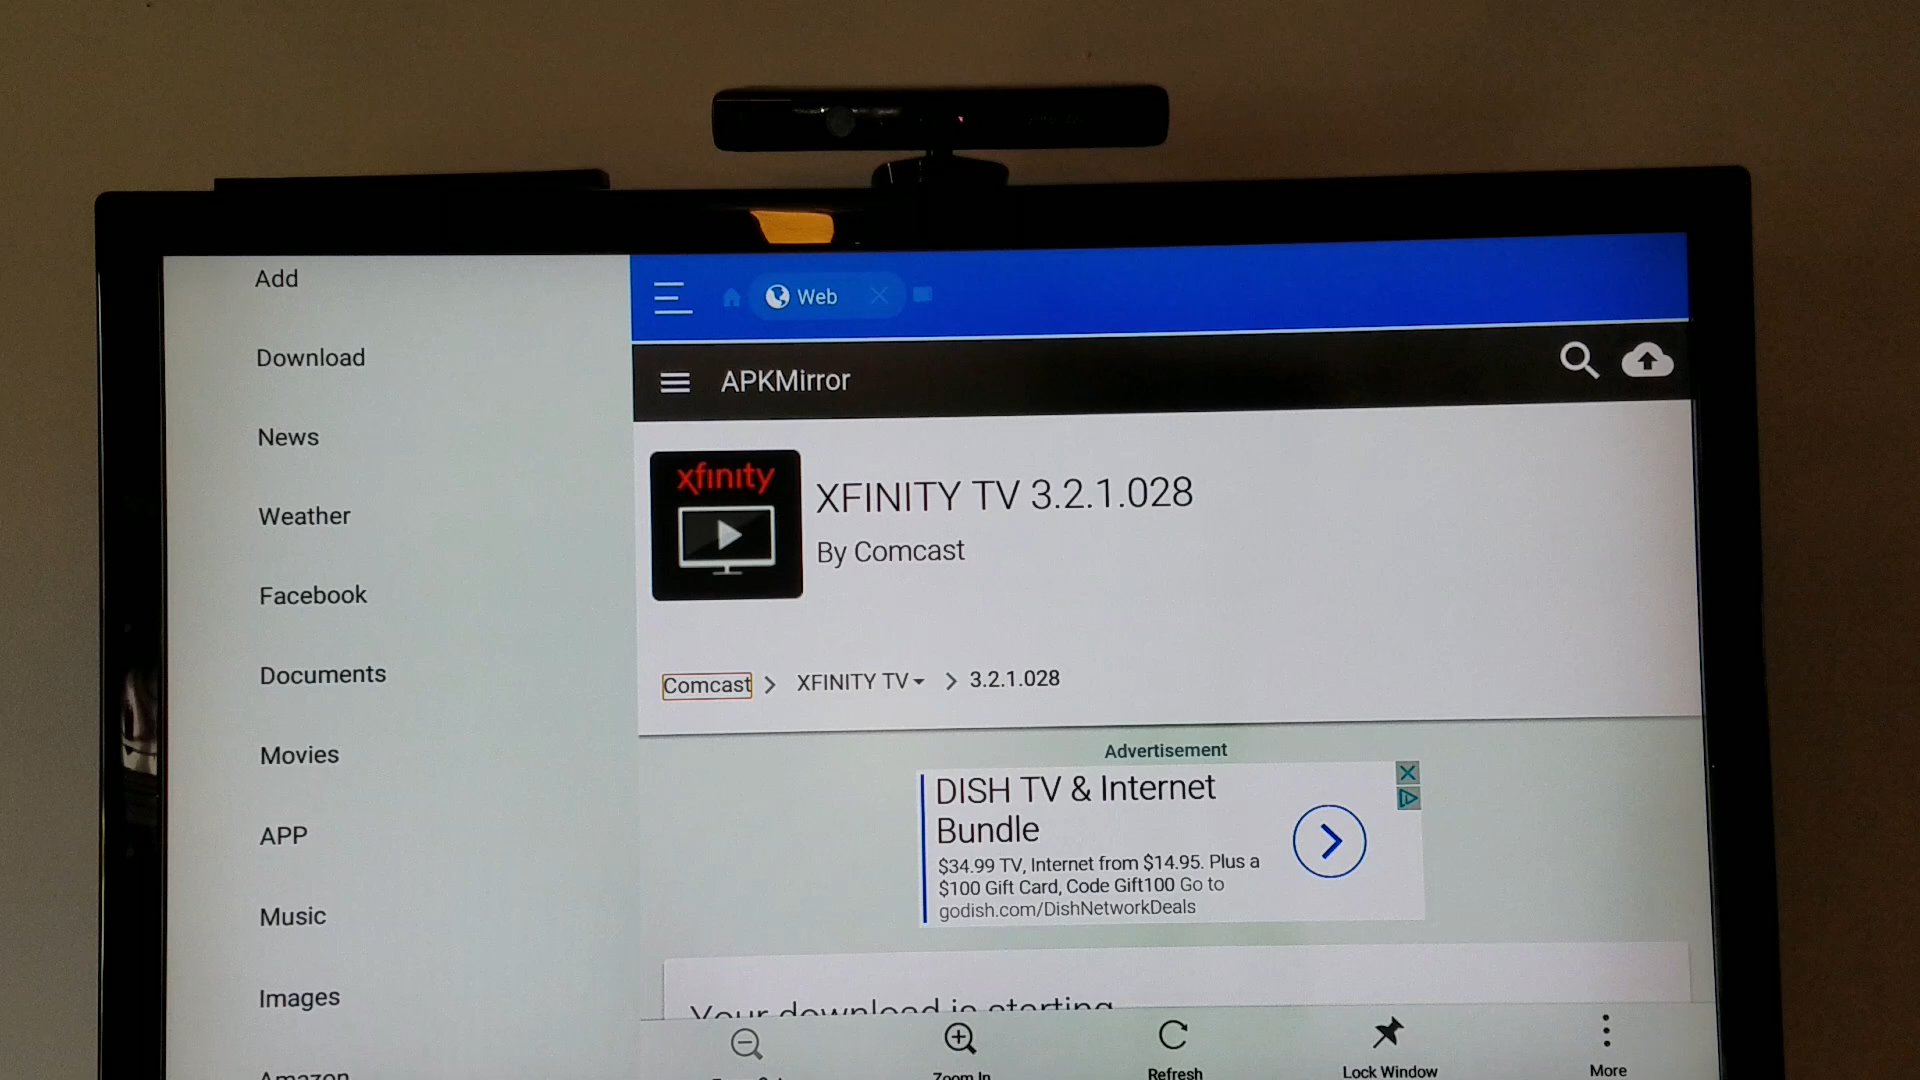 Add
Download
News
Weather
Facebook
Documents
Movies
APP
Music
Images
Amazon
Web
APKMirror
xfinity
XFINITY TV 3.2.1.028
By Comcast
Comcast > XFINITY TV > 3.2.1.028
Advertisement
DISH TV & Internet
Bundle
$34.99 TV, Internet from $14.95. Plus a
$100 Gift Card, Code Gift100 Go to
godish.com/DishNetworkDeals
Your download is starting
Zoom In
Refresh
Lock Window
More